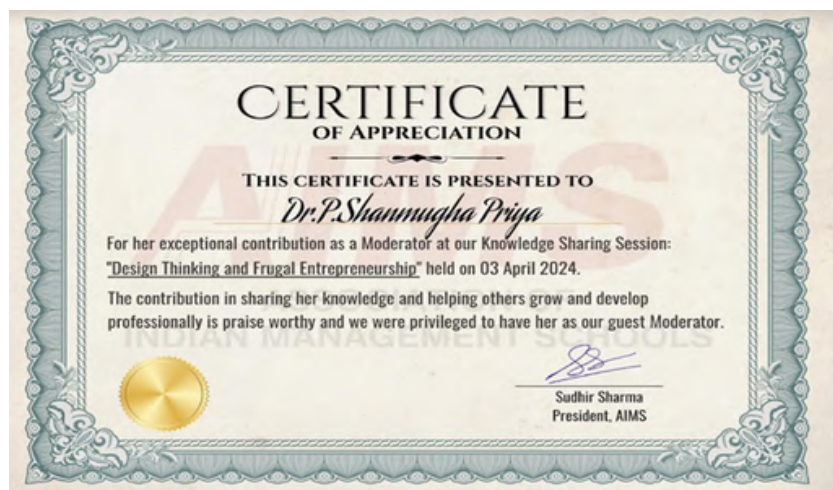 CERTIFICATE
OF APPRECIATION
THIS CERTIFICATE IS PRESENTED TO
Dr.P.Shanmugha Priya
For her exceptional contribution as a Moderator at our Knowledge Sharing Session:
"Design Thinking and Frugal Entrepreneurship" held on 03 April 2024.
The contribution in sharing her knowledge and helping others grow and develop
professionally is praise worthy and we were privileged to have her as our guest Moderator.
AIMS
ASSOCIATION OF
INDIAN MANAGEMENT SCHOOLS
Sudhir Sharma
President, AIMS